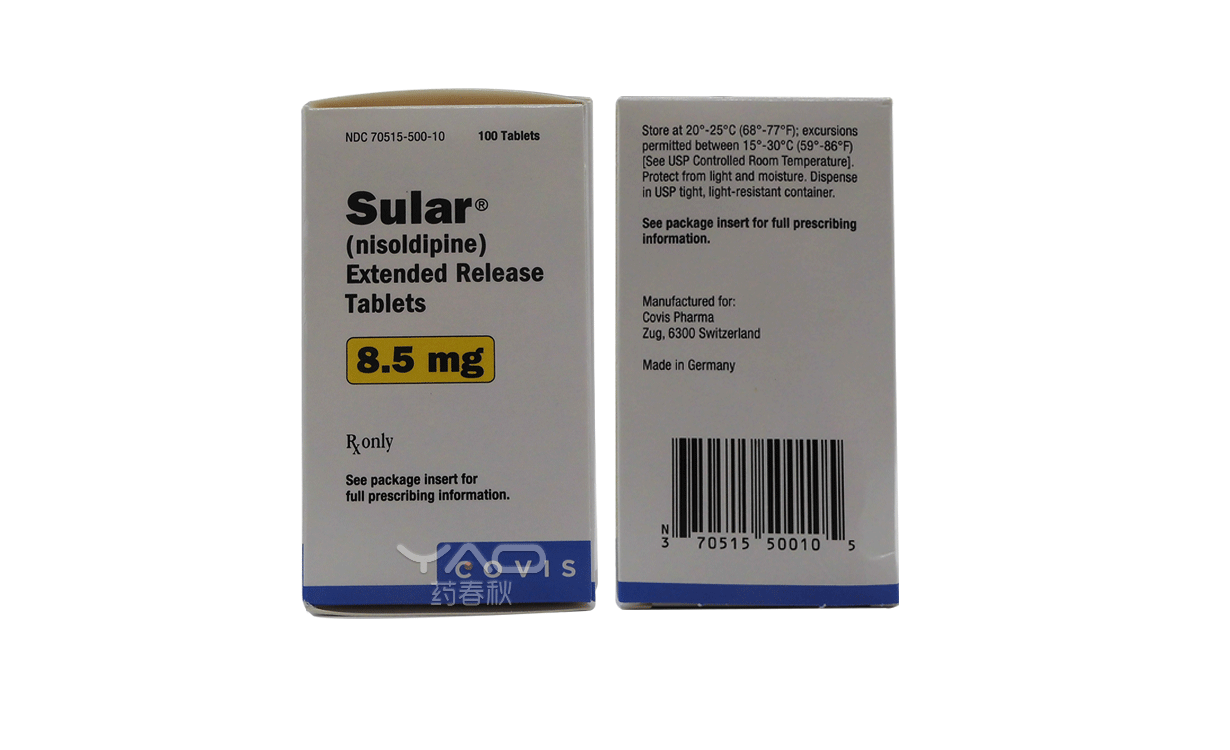 NDC 70515-500-10 100 Tablets
Sular®
(nisoldipine)
Extended Release
Tablets
8.5 mg
Rx only
See package insert for
full prescribing information.
COVIS
YAO
药春秋
Store at 20°-25°C (68°-77°F); excursions
permitted between 15°-30°C (59°-86°F)
[See USP Controlled Room Temperature].
Protect from light and moisture. Dispense
in USP tight, light-resistant container.
See package insert for full prescribing
information.
Manufactured for:
Covis Pharma
Zug, 6300 Switzerland
Made in Germany
N
3 70515 50010 5